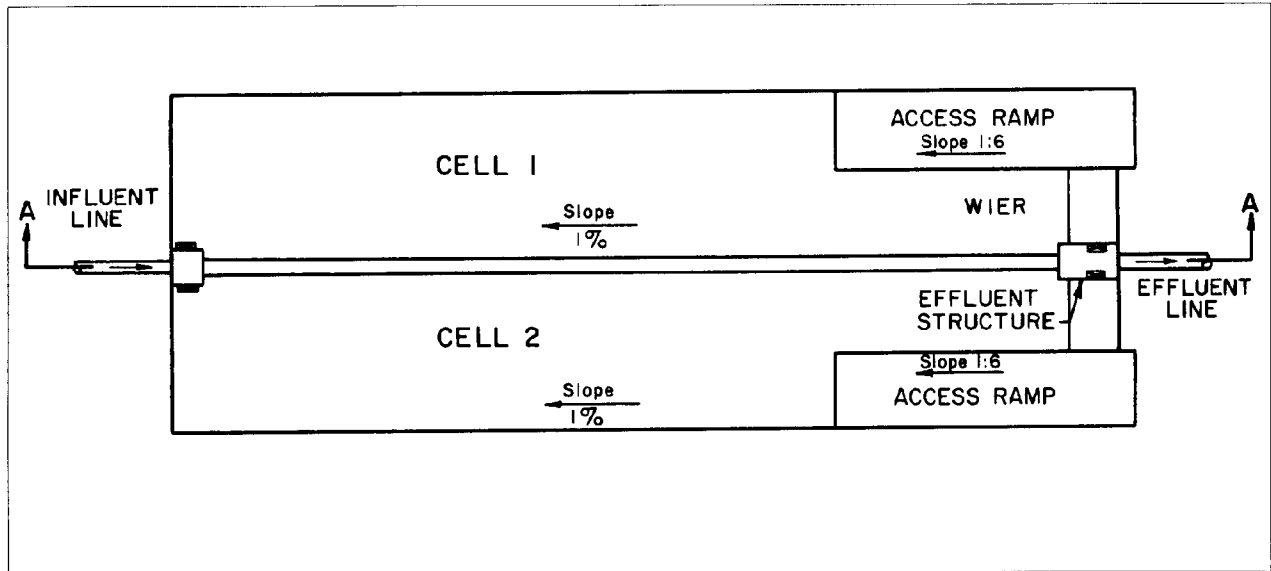 ACCESS RAMP
Slope 1:6
CELL 1
INFLUENT
LINE
A
WIER
A
Slope
1%
EFFLUENT
STRUCTURE
EFFLUENT
LINE
CELL 2
Slope 1:6
Slope
1%
ACCESS RAMP